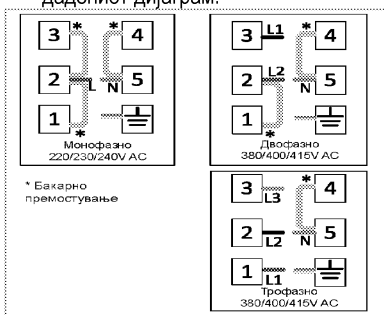 дадениот дијаграм:
3 * * 4
2 L N 5
1 *
Монофазно
220/230/240V AC
3 L1 * 4
2 L2 N 5
1 *
Двофазно
380/400/415V AC
* Бакарно
премостување
3 L3 * 4
2 L2 N 5
1 L1
Трофазно
380/400/415V AC